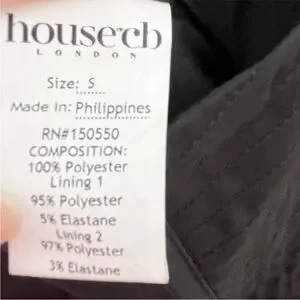 house cb
LONDON
Size: S
Made In: Philippines
RN#150550
COMPOSITION:
100% Polyester
Lining 1
95% Polyester
5% Elastane
Lining 2
97% Polyester
3% Elastane